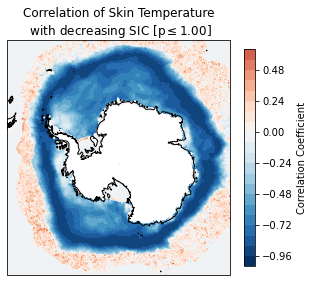 Correlation of Skin Temperature
with decreasing SIC [p ≤ 1.00]
0.48
0.24
0.00
−0.24
−0.48
−0.72
−0.96
Correlation Coefficient